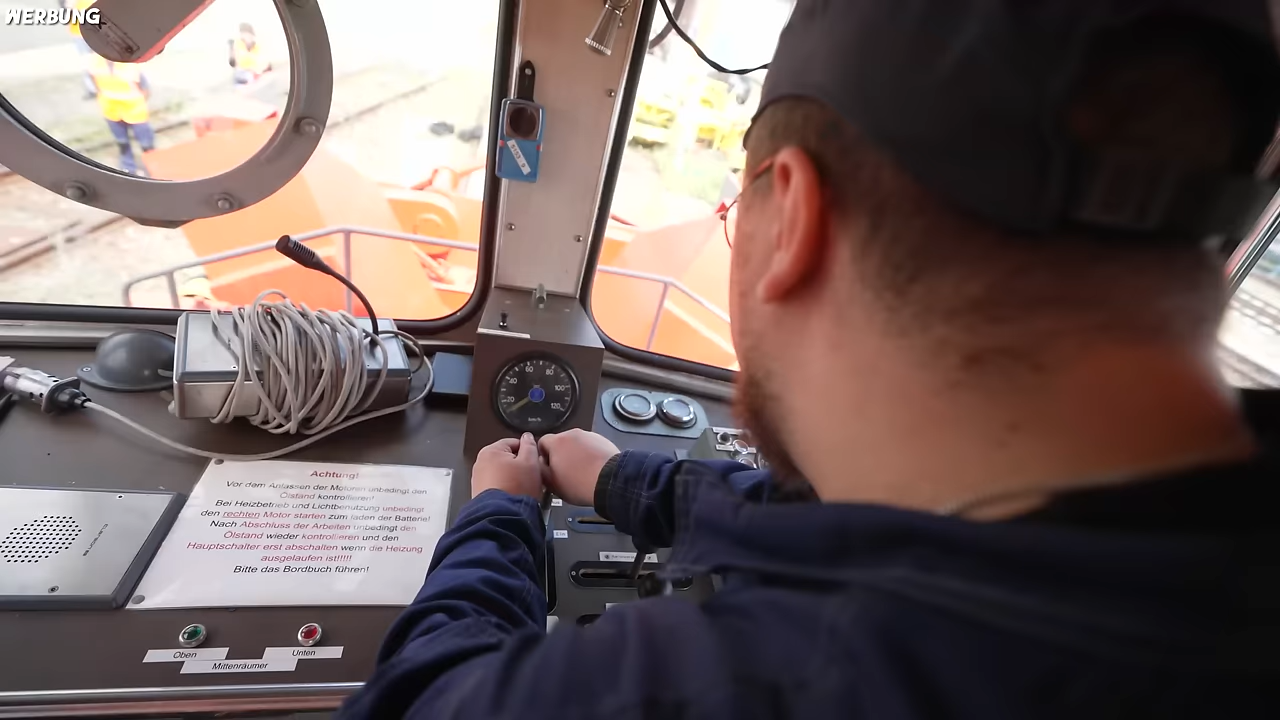 WERBUNG
60
80
40
100
20
120
km/h
Achtung!
Vor dem Anlassen der Motoren unbedingt den
Ölstand kontrollieren!
Bei Heizbetrieb und Lichtbenutzung unbedingt
den rechten Motor starten zum laden der Batterie!
Nach Abschluss der Arbeiten unbedingt den
Ölstand wieder kontrollieren und den
Hauptschalter erst abschalten wenn die Heizung
ausgelaufen ist!!!!!
Bitte das Bordbuch führen!
Oben
Unten
Mittenräumer